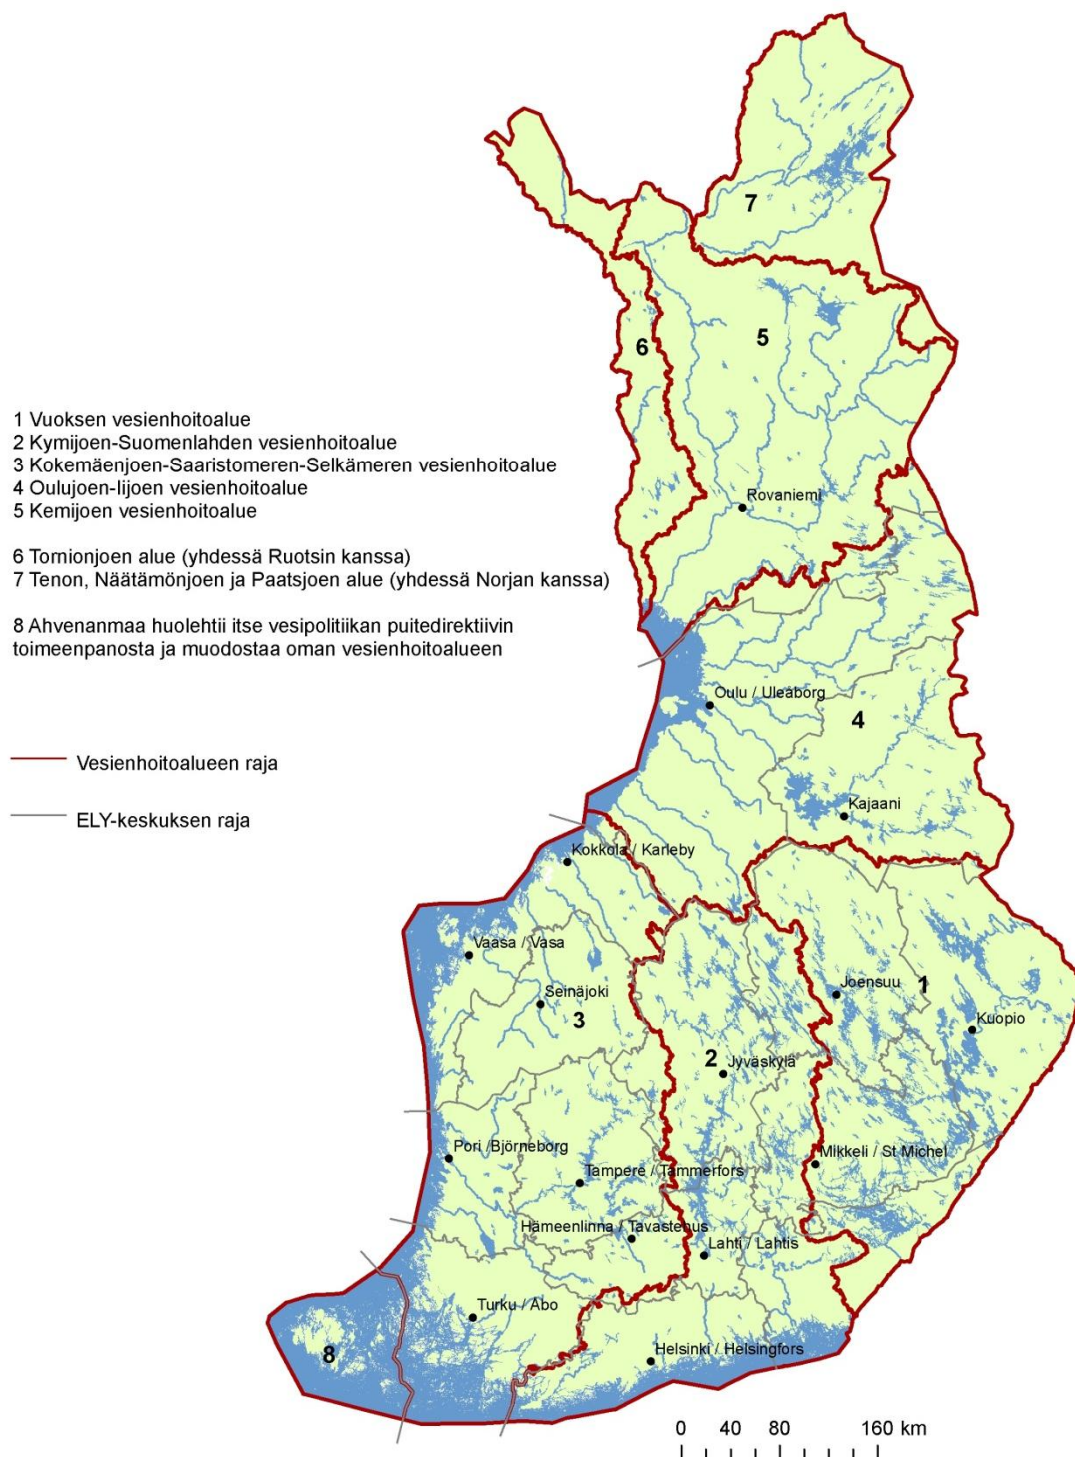 1 Vuoksen vesienhoitoalue
2 Kymijoen-Suomenlahden vesienhoitoalue
3 Kokemäenjoen-Saaristomeren-Selkämeren vesienhoitoalue
4 Oulujoen-Iijoen vesienhoitoalue
5 Kemijoen vesienhoitoalue
6 Tornionjoen alue (yhdessä Ruotsin kanssa)
7 Tenon, Näätämönjoen ja Paatsjoen alue (yhdessä Norjan kanssa)
8 Ahvenanmaa huolehtii itse vesipolitiikan puitedirektiivin
toimeenpanosta ja muodostaa oman vesienhoitoalueen
Vesienhoitoalueen raja
ELY-keskuksen raja
7
5
6
Rovaniemi
Oulu / Uleåborg
4
Kajaani
Kokkola / Karleby
Vaasa / Vasa
Joensuu
1
Seinäjoki
3
Kuopio
2
Jyväskylä
Pori /Björneborg
Mikkeli / St Michel
Tampere / Tammerfors
Hämeenlinna / Tavastehus
Lahti / Lahtis
Turku / Åbo
8
Helsinki / Helsingfors
0 40 80 160 km